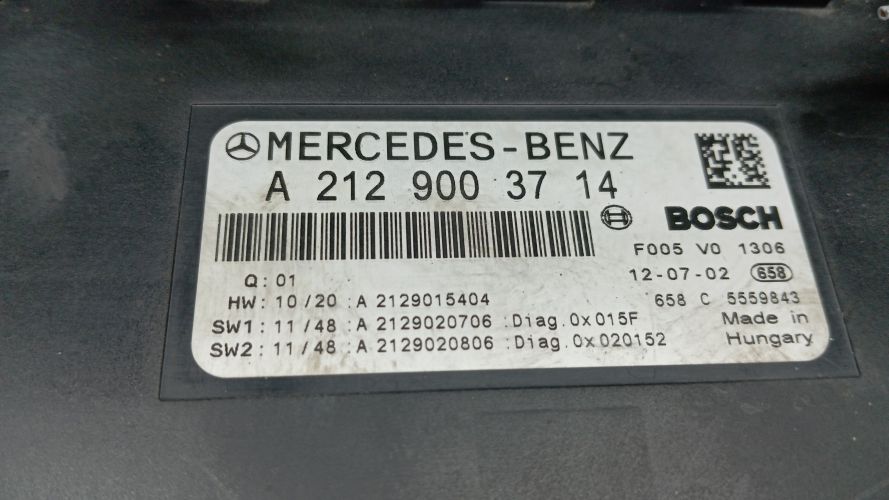 MERCEDES-BENZ
A 212 900 37 14
BOSCH
F005 V0 1306
Q: 01
12-07-02 658
HW: 10/20 :A 2129015404
658 C 5559843
SW1: 11/48 :A 2129020706 :Diag.0x015F
Made in
SW2: 11/48 :A 2129020806 :Diag.0x020152
Hungary